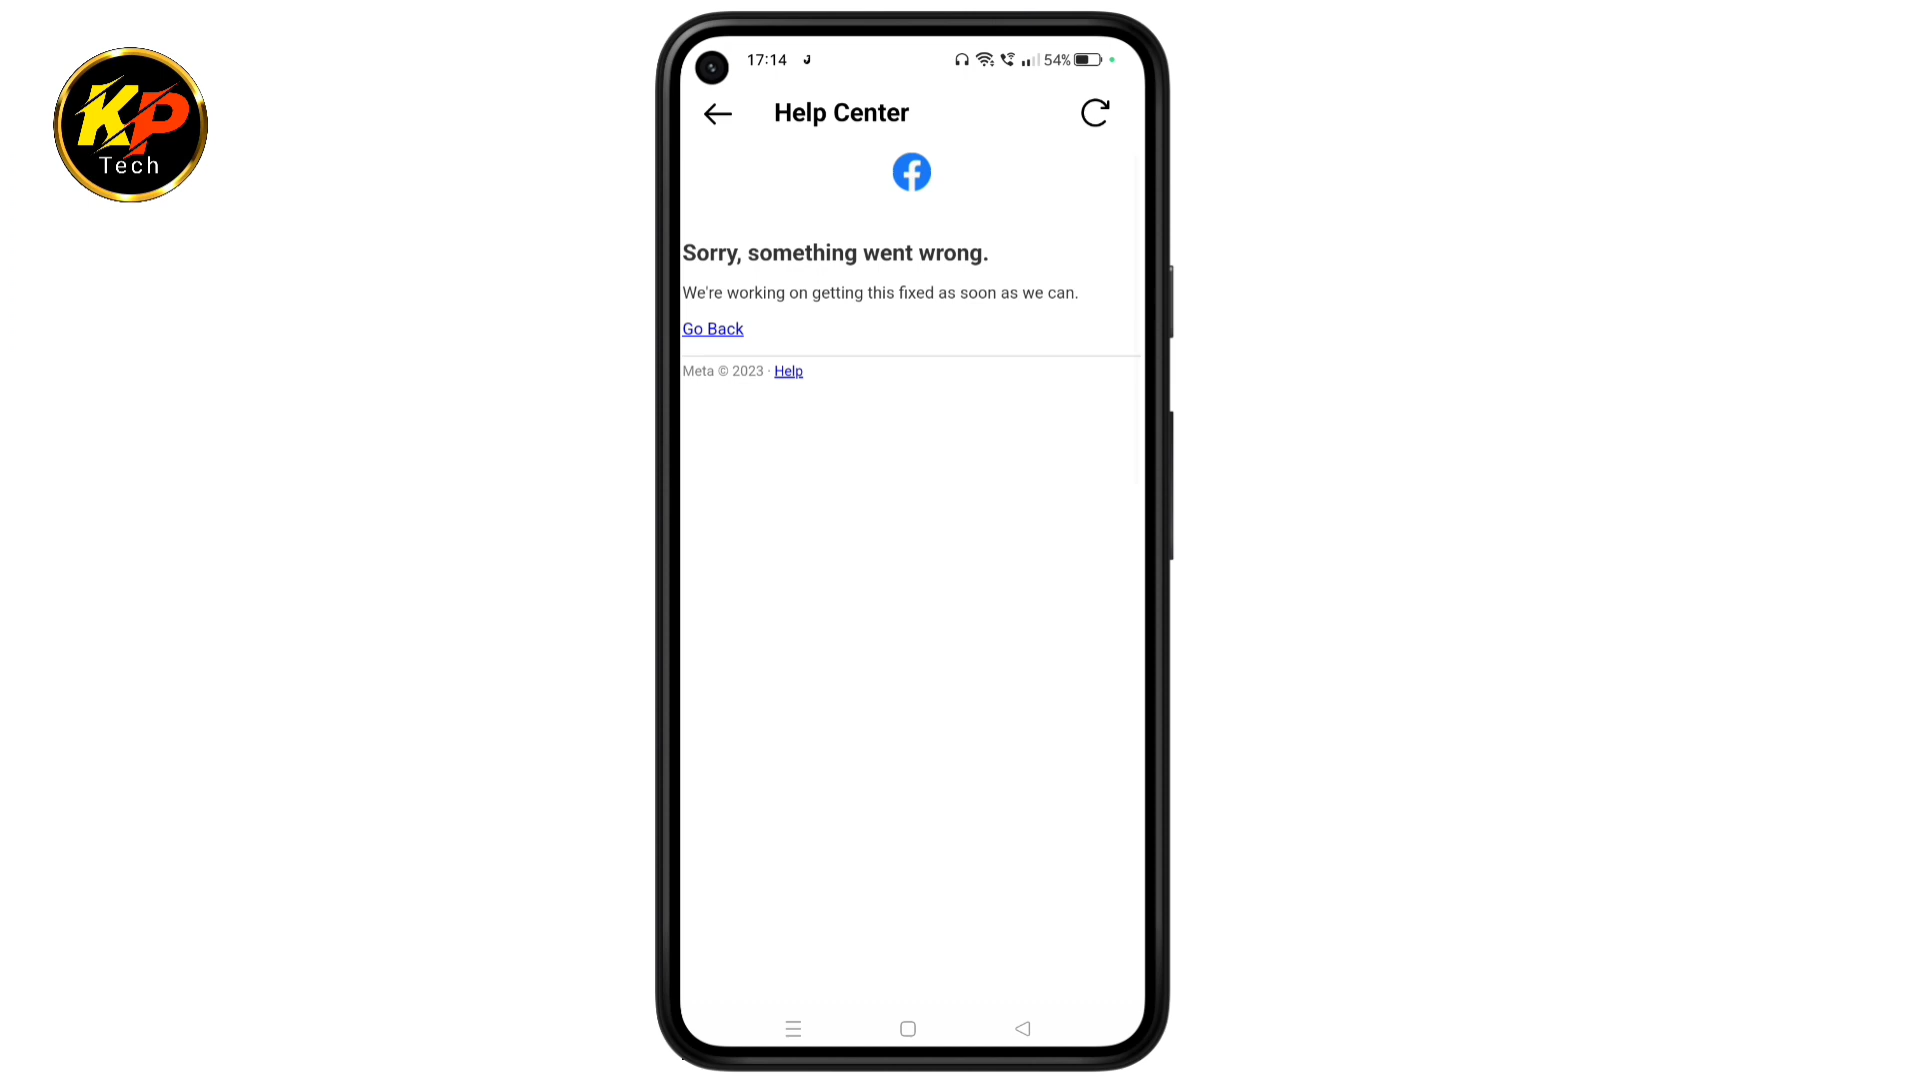 KP
Tech
17:14
54%
Help Center
Sorry, something went wrong.
We're working on getting this fixed as soon as we can.
Go Back
Meta © 2023 · Help